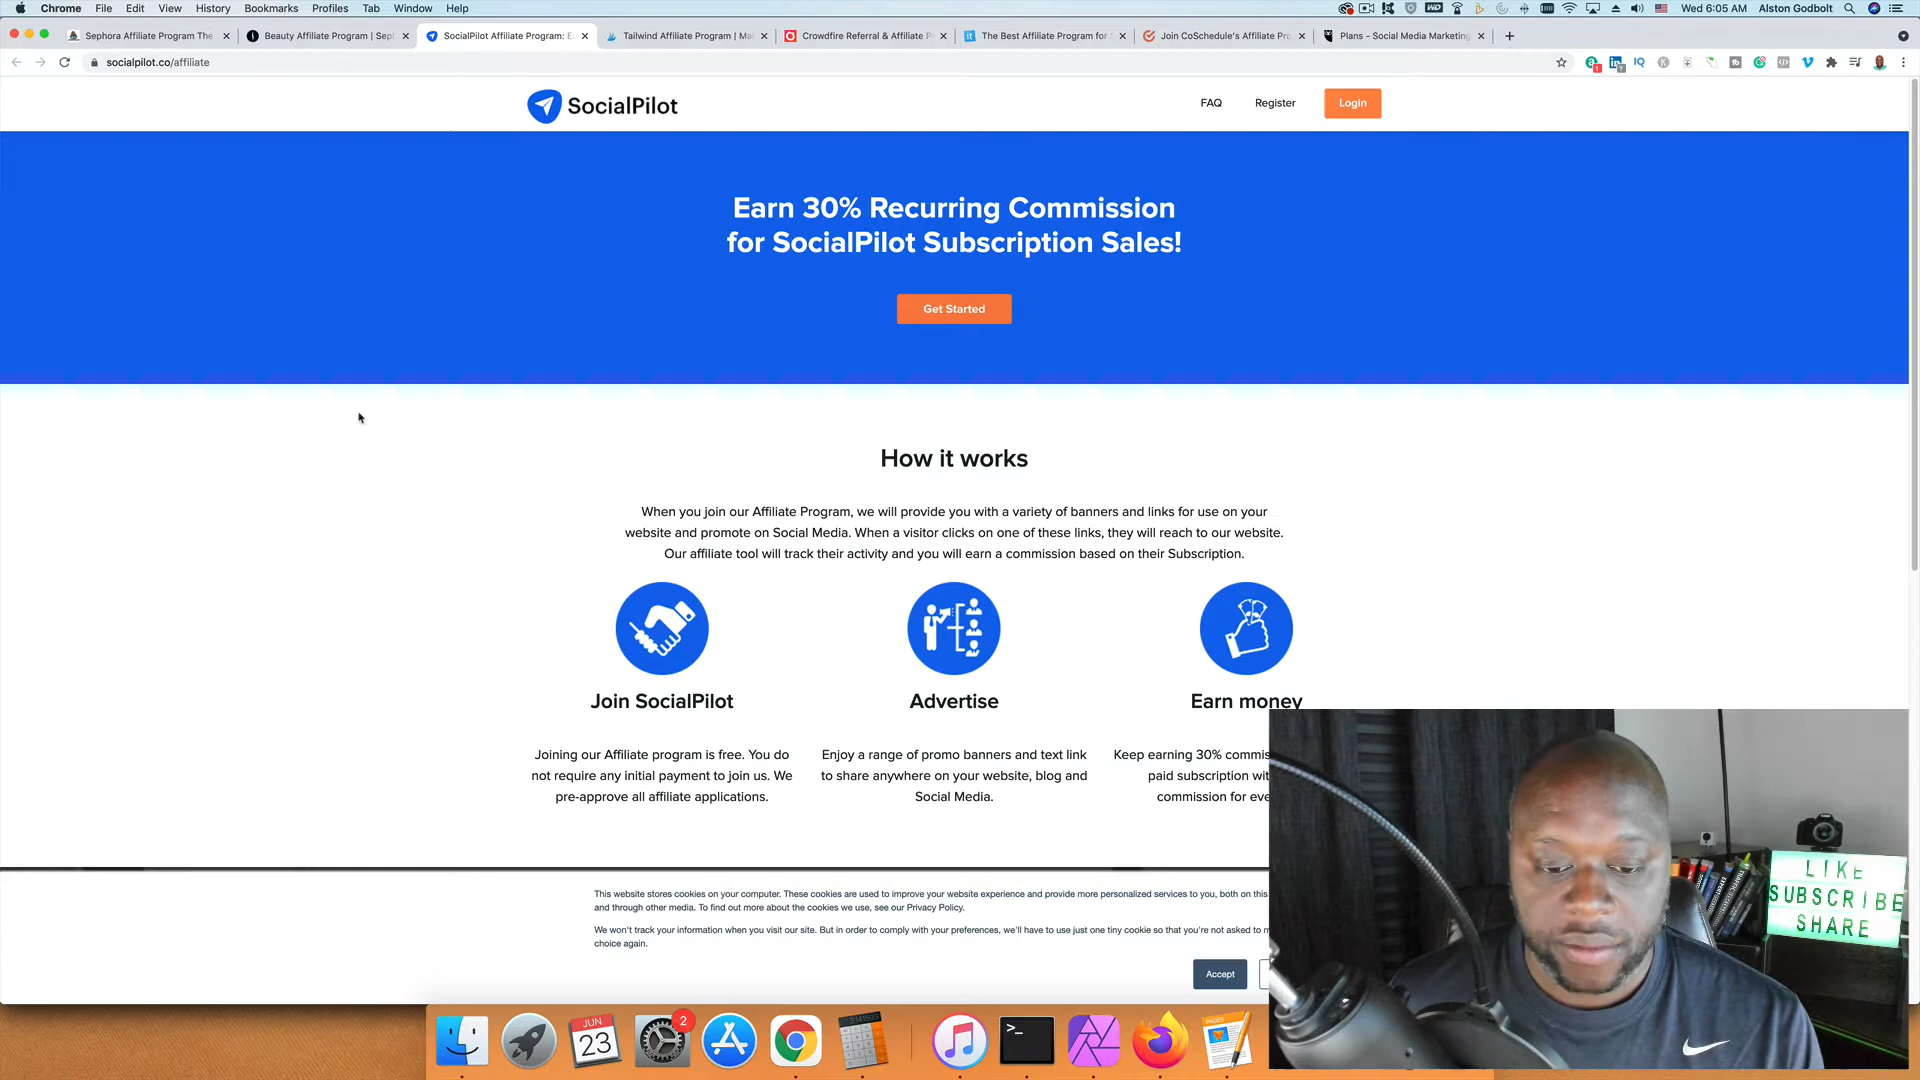 Chrome File Edit View History Bookmarks Profiles Tab Window Help
Wed 6:05 AM Alston Godbolt
Sephora Affiliate Program The
Beauty Affiliate Program | Sep
SocialPilot Affiliate Program: E
Tailwind Affiliate Program | Ma
Crowdfire Referral & Affiliate P
The Best Affiliate Program for
Join CoSchedule's Affiliate Pro
Plans - Social Media Marketing
socialpilot.co/affiliate
SocialPilot
FAQ
Register
Login
Earn 30% Recurring Commission
for SocialPilot Subscription Sales!
Get Started
How it works
When you join our Affiliate Program, we will provide you with a variety of banners and links for use on your
website and promote on Social Media. When a visitor clicks on one of these links, they will reach to our website.
Our affiliate tool will track their activity and you will earn a commission based on their Subscription.
Join SocialPilot
Advertise
Earn money
Joining our Affiliate program is free. You do
not require any initial payment to join us. We
pre-approve all affiliate applications.
Enjoy a range of promo banners and text link
to share anywhere on your website, blog and
Social Media.
Keep earning 30% commis
paid subscription wit
commission for eve
This website stores cookies on your computer. These cookies are used to improve your website experience and provide more personalized services to you, both on this
and through other media. To find out more about the cookies we use, see our Privacy Policy.
We won't track your information when you visit our site. But in order to comply with your preferences, we'll have to use just one tiny cookie so that you're not asked to m
choice again.
Accept
LIKE
SUBSCRIBE
SHARE
JUN
23
2
PAGES